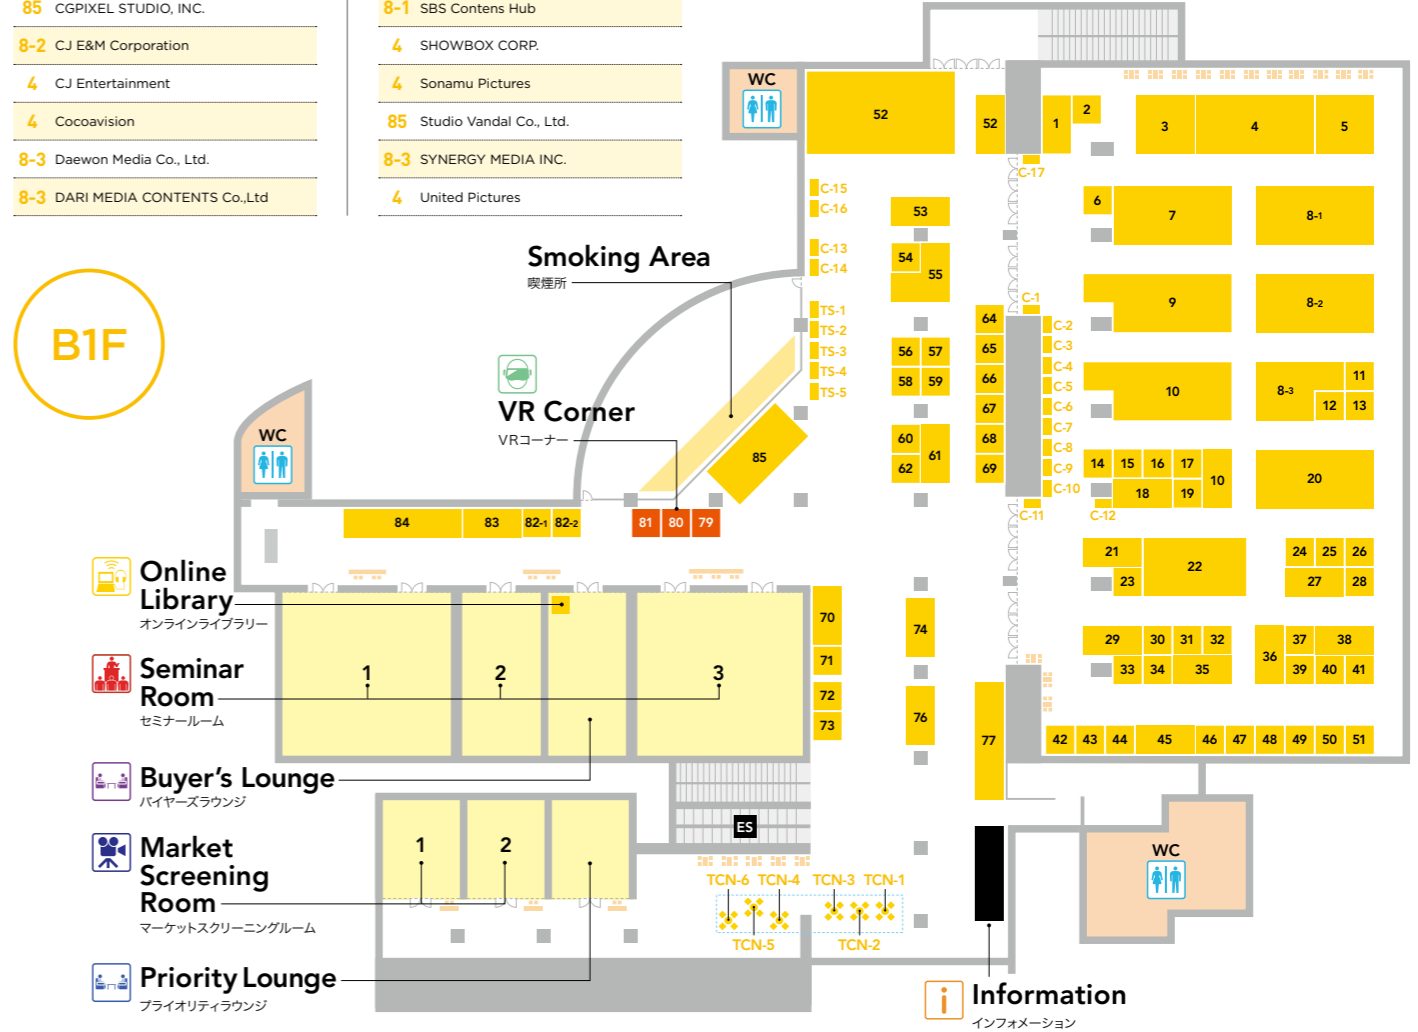 85 CGPIXEL STUDIO, INC.
8-2 CJ E&M Corporation
4 CJ Entertainment
4 Cocoavision
8-3 Daewon Media Co., Ltd.
8-3 DARI MEDIA CONTENTS Co.,Ltd
8-1 SBS Contens Hub
4 SHOWBOX CORP.
4 Sonamu Pictures
85 Studio Vandal Co., Ltd.
8-3 SYNERGY MEDIA INC.
4 United Pictures
B1F
WC
52
52
1
2
3
4
5
C-17
C-15
C-16
53
6
7
8-1
C-13
C-14
54
55
Smoking Area
喫煙所
9
8-2
C-1
TS-1
TS-2
TS-3
TS-4
TS-5
64
65
66
67
68
69
C-2
C-3
C-4
C-5
C-6
C-7
C-8
C-9
C-10
C-11
C-12
56
57
58
59
60
61
62
10
8-3
11
12
13
VR Corner
VRコーナー
85
WC
14
15
16
17
10
18
19
20
84
83
82-1
82-2
81
80
79
21
22
23
24
25
26
27
28
Online
Library
オンラインライブラリー
70
71
72
73
74
76
77
29
30
31
32
33
34
35
36
37
38
39
40
41
Seminar
Room
セミナールーム
1
2
3
42
43
44
45
46
47
48
49
50
51
Buyer's Lounge
バイヤーズラウンジ
ES
Market
Screening
Room
マーケットスクリーニングルーム
1
2
WC
TCN-6
TCN-4
TCN-3
TCN-1
TCN-5
TCN-2
Priority Lounge
プライオリティラウンジ
Information
インフォメーション